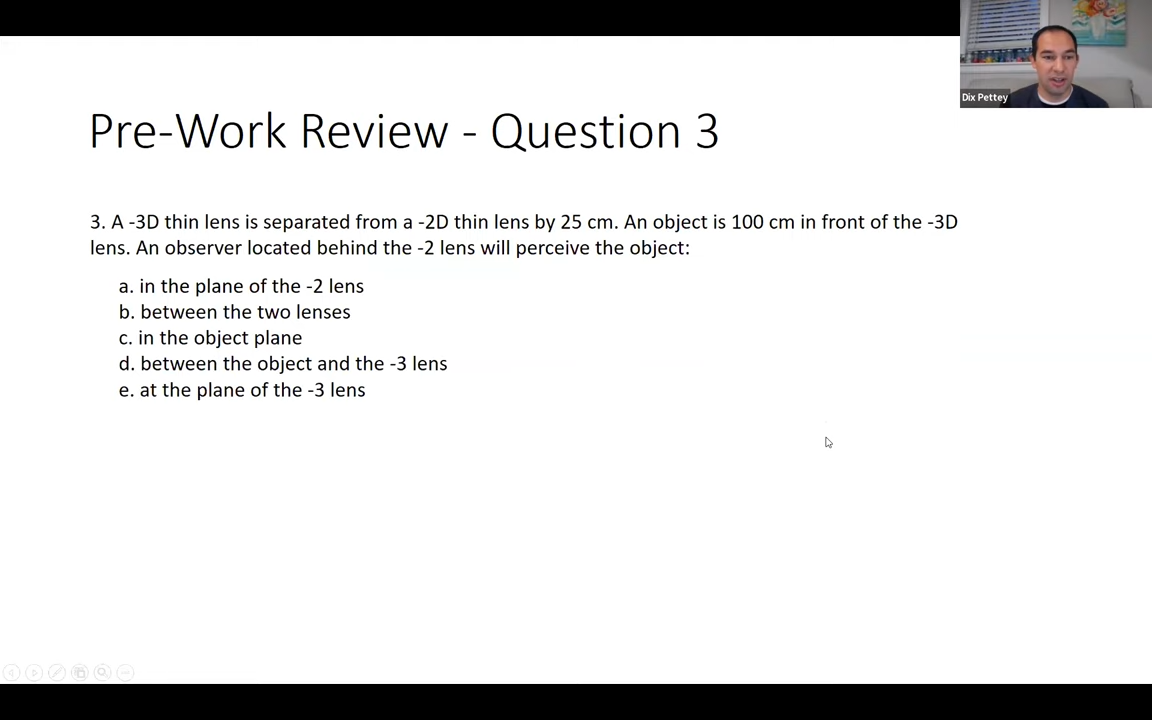 Dix Pettey
Pre-Work Review - Question 3
3. A -3D thin lens is separated from a -2D thin lens by 25 cm. An object is 100 cm in front of the -3D
lens. An observer located behind the -2 lens will perceive the object:
a. in the plane of the -2 lens
b. between the two lenses
c. in the object plane
d. between the object and the -3 lens
e. at the plane of the -3 lens